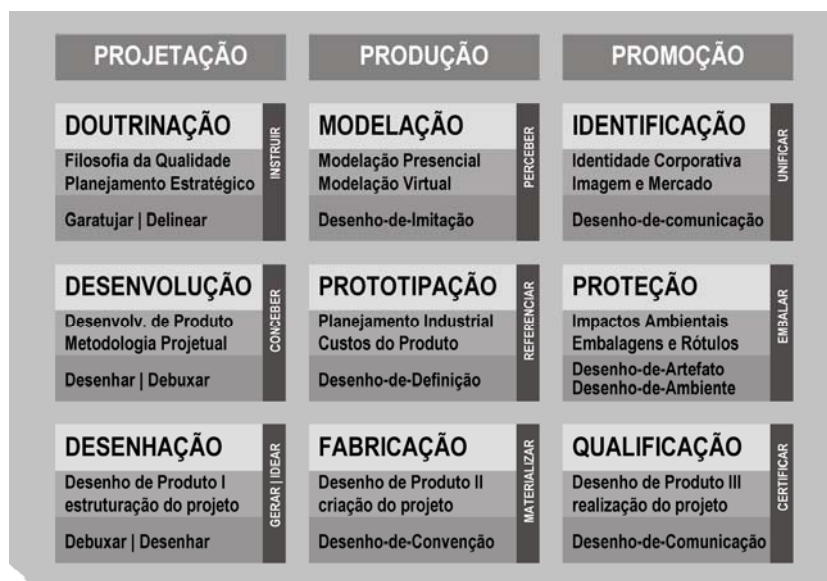 PROJETAÇÃO
PRODUÇÃO
PROMOÇÃO
DOUTRINAÇÃO
Filosofia da Qualidade
Planejamento Estratégico
Garatujar | Delinear
INSTRUIR
MODELAÇÃO
Modelação Presencial
Modelação Virtual
Desenho-de-Imitação
PERCEBER
IDENTIFICAÇÃO
Identidade Corporativa
Imagem e Mercado
Desenho-de-comunicação
UNIFICAR
DESENVOLUÇÃO
Desenvolv. de Produto
Metodologia Projetual
Desenhar | Debuxar
CONCEBER
PROTOTIPAÇÃO
Planejamento Industrial
Custos do Produto
Desenho-de-Definição
REFERENCIAR
PROTEÇÃO
Impactos Ambientais
Embalagens e Rótulos
Desenho-de-Artefato
Desenho-de-Ambiente
EMBALAR
DESENHAÇÃO
Desenho de Produto I
estruturação do projeto
Debuxar | Desenhar
GERAR | IDEAR
FABRICAÇÃO
Desenho de Produto II
criação do projeto
Desenho-de-Convenção
MATERIALIZAR
QUALIFICAÇÃO
Desenho de Produto III
realização do projeto
Desenho-de-Comunicação
CERTIFICAR